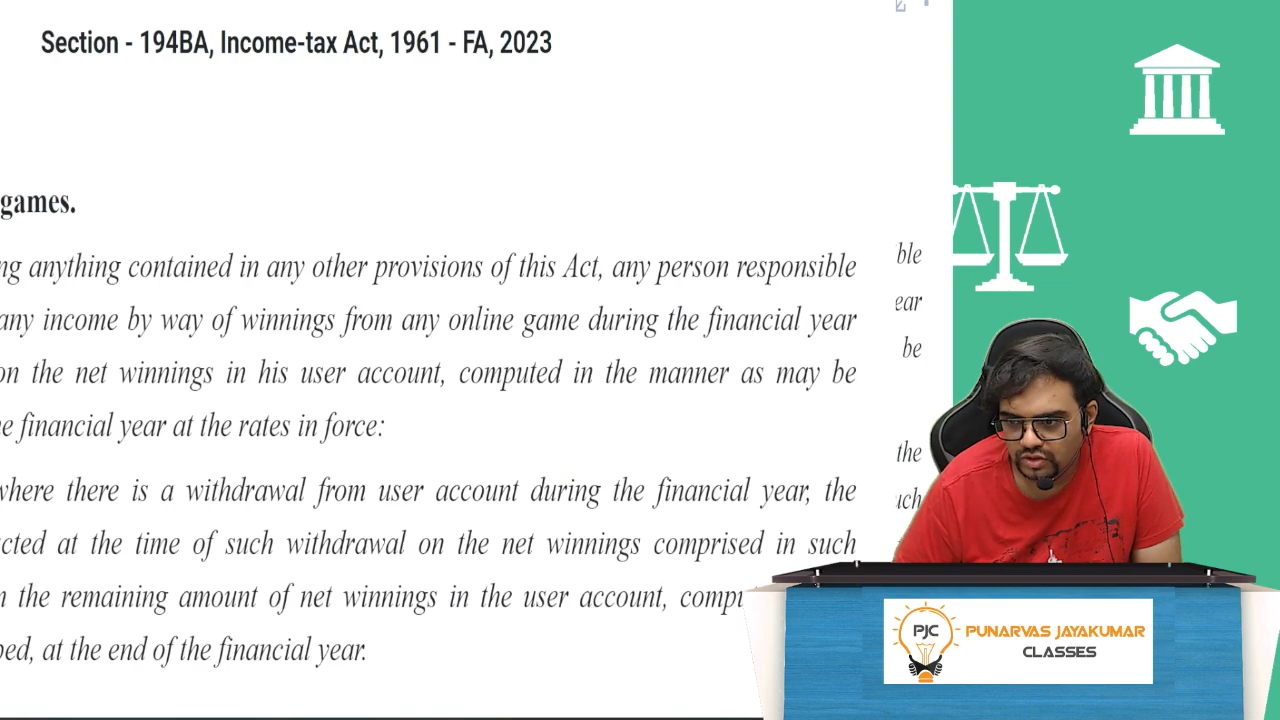 Section - 194BA, Income-tax Act, 1961 - FA, 2023
games.
ng anything contained in any other provisions of this Act, any person responsible
any income by way of winnings from any online game during the financial year
on the net winnings in his user account, computed in the manner as may be
e financial year at the rates in force:
where there is a withdrawal from user account during the financial year, the
cted at the time of such withdrawal on the net winnings comprised in such
n the remaining amount of net winnings in the user account, comp
bed, at the end of the financial year.
ble
ear
be
the
uch
PJC
PUNARVAS JAYAKUMAR
CLASSES